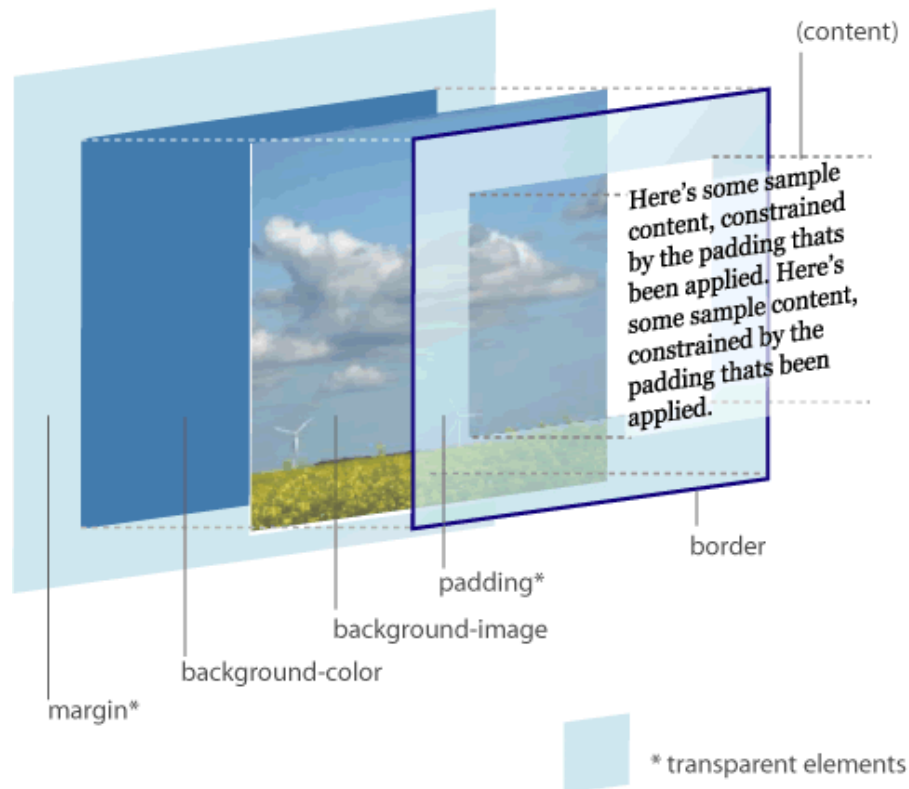 (content)
Here’s some sample
content, constrained
by the padding thats
been applied. Here’s
some sample content,
constrained by the
padding thats been
applied.
border
padding*
background-image
background-color
margin*
* transparent elements